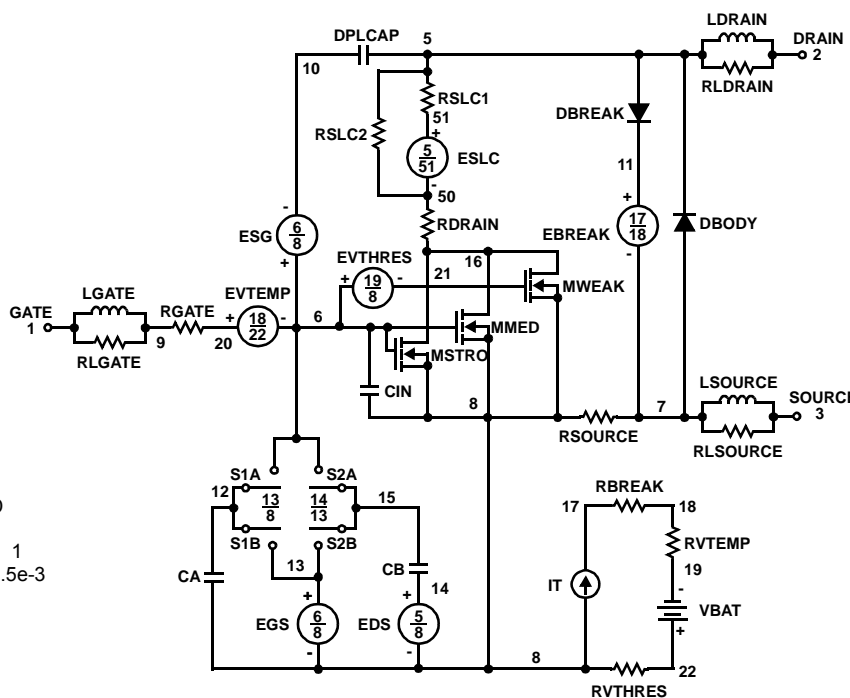 LDRAIN
DPLCAP 5 DRAIN
10 2
RLDRAIN
RSLC1
DBREAK
51
RSLC2 +
5
51
ESLC
11
-
50
- +
RDRAIN 17
18
DBODY
ESG 6
8
EBREAK
EVTHRES 16
+ + 19
8
- 21 -
MWEAK
LGATE EVTEMP
GATE RGATE + 18
22
- 6 MMED
1
9 20 MSTRO
RLGATE
LSOURCE
CIN SOURCE
8 7 3
RSOURCE
RLSOURCE
S1A S2A
12 13
8
14
13
15 RBREAK
17 18
S1B S2B
RVTEMP
13 CB 19
CA 14 IT
-
+ + VBAT
6
8
5
8
EGS EDS +
- - 8 22
RVTHRES
1
.5e-3